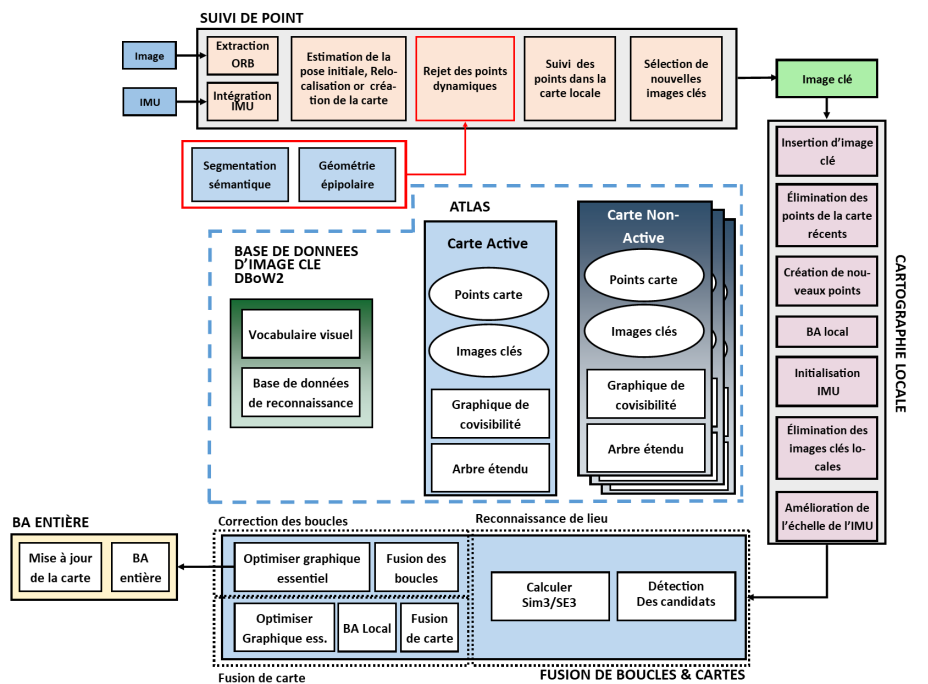 SUIVI DE POINT
Image
IMU
Extraction
ORB
Intégration
IMU
Estimation de la
pose initiale, Relo-
calisation or créa-
tion de la carte
Rejet des points
dynamiques
Suivi des
points dans la
carte locale
Sélection de
nouvelles
images clés
Image clé
Segmentation
sémantique
Géométrie
épipolaire
Insertion d'image
clé
Élimination des
points de la carte
récents
Création de nou-
veaux points
BA local
Initialisation
IMU
Élimination des
images clés lo-
cales
Amélioration de
l'échelle de l'IMU
CARTOGRAPHIE LOCALE
ATLAS
BASE DE DONNEES
D'IMAGE CLE
DBoW2
Vocabulaire visuel
Base de données
de reconnaissance
Carte Active
Points carte
Images clés
Graphique de
covisibilité
Arbre étendu
Carte Non-
Active
Points carte
Images clés
Graphique de
covisibilité
Arbre étendu
BA ENTIÈRE
Mise à jour
de la carte
BA
entière
Correction des boucles
Optimiser graphique
essentiel
Fusion des
boucles
Optimiser
Graphique ess.
BA Local
Fusion
de carte
Fusion de carte
Reconnaissance de lieu
Calculer
Sim3/SE3
Détection
Des candidats
FUSION DE BOUCLES & CARTES